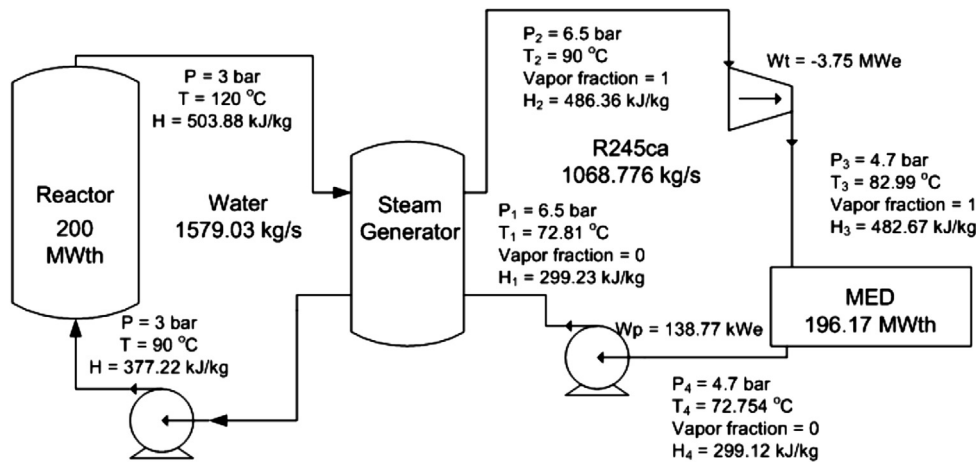 P = 3 bar
T = 120 °C
H = 503.88 kJ/kg
Reactor
200
MWth
Water
1579.03 kg/s
P = 3 bar
T = 90 °C
H = 377.22 kJ/kg
Steam
Generator
P₂ = 6.5 bar
T₂ = 90 °C
Vapor fraction = 1
H₂ = 486.36 kJ/kg
R245ca
1068.776 kg/s
P₁ = 6.5 bar
T₁ = 72.81 °C
Vapor fraction = 0
H₁ = 299.23 kJ/kg
Wt = -3.75 MWe
P₃ = 4.7 bar
T₃ = 82.99 °C
Vapor fraction = 1
H₃ = 482.67 kJ/kg
MED
196.17 MWth
Wp = 138.77 kWe
P₄ = 4.7 bar
T₄ = 72.754 °C
Vapor fraction = 0
H₄ = 299.12 kJ/kg